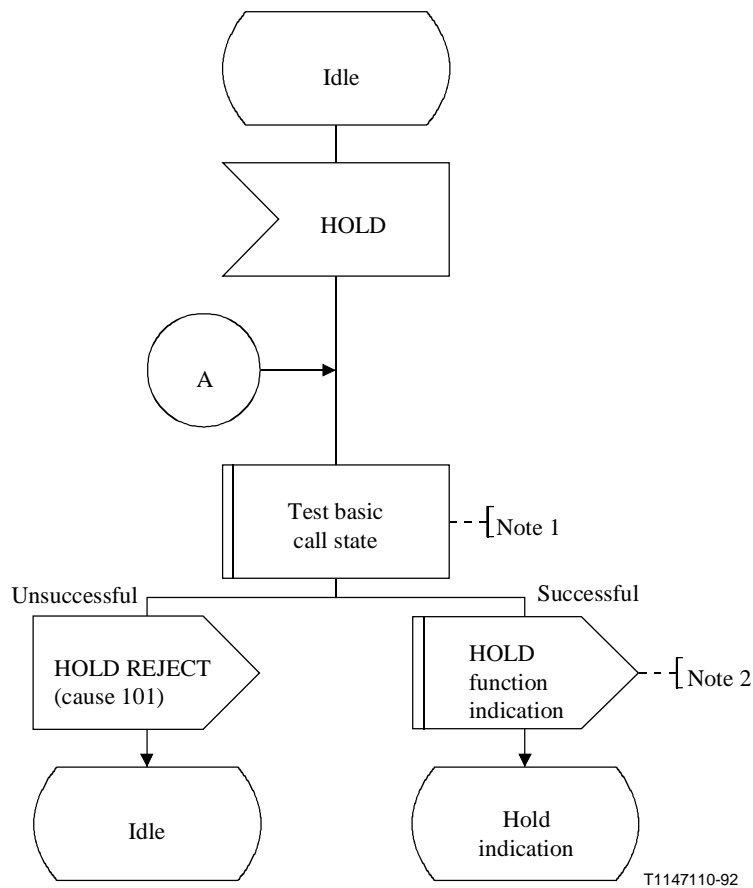 Idle
HOLD
A
Test basic
call state
Note 1
Unsuccessful
Successful
HOLD REJECT
(cause 101)
HOLD
function
indication
Note 2
Idle
Hold
indication
T1147110-92